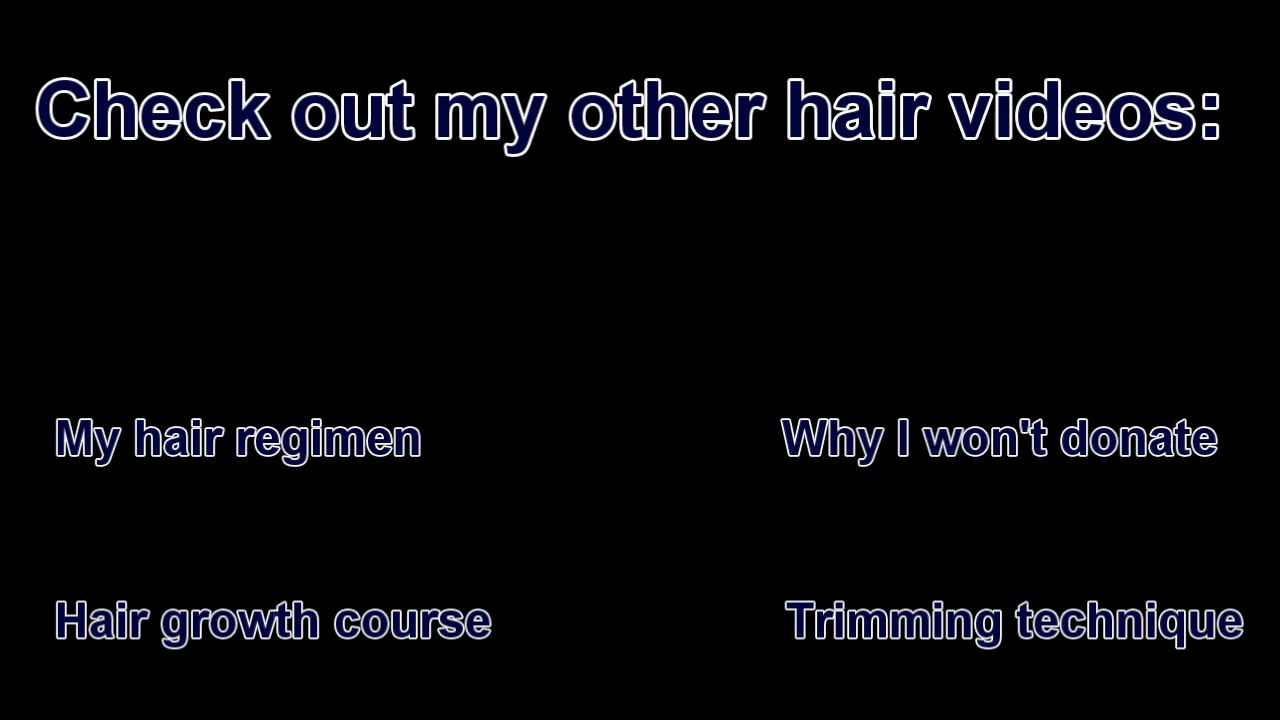 Check out my other hair videos:
My hair regimen
Why I won't donate
Hair growth course
Trimming technique